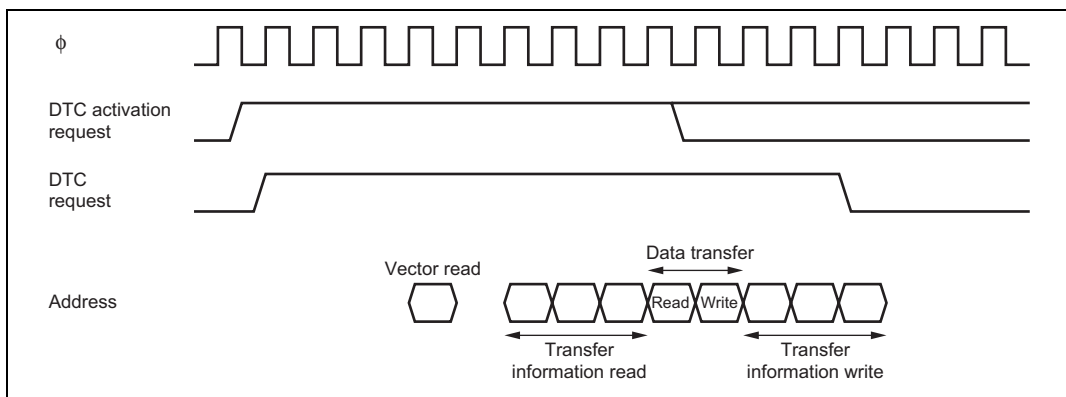 ϕ
DTC activation
request
DTC
request
Data transfer
Vector read
Address
Read Write
Transfer
information read
Transfer
information write